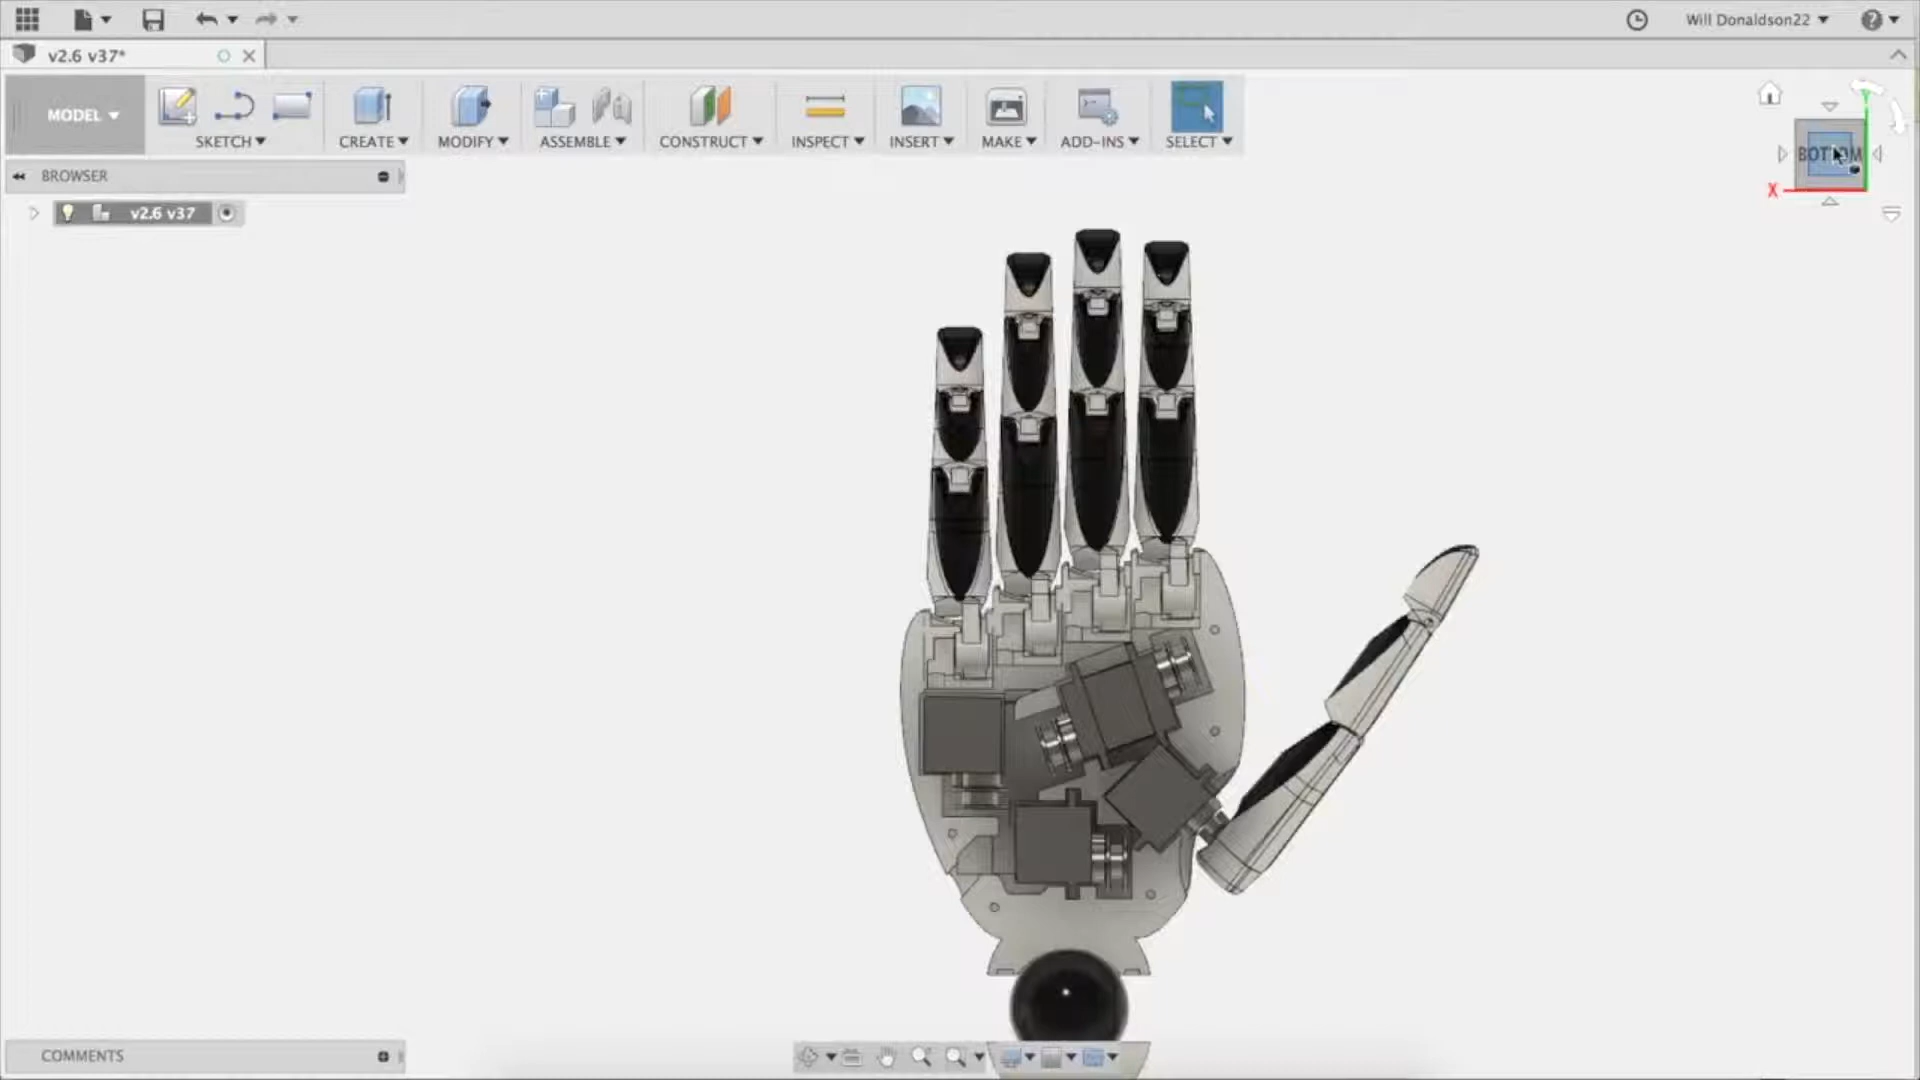 Will Donaldson22
v2.6 v37*
MODEL
SKETCH
CREATE
MODIFY
ASSEMBLE
CONSTRUCT
INSPECT
INSERT
MAKE
ADD-INS
SELECT
BOTTOM
X
Y
BROWSER
v2.6 v37
COMMENTS